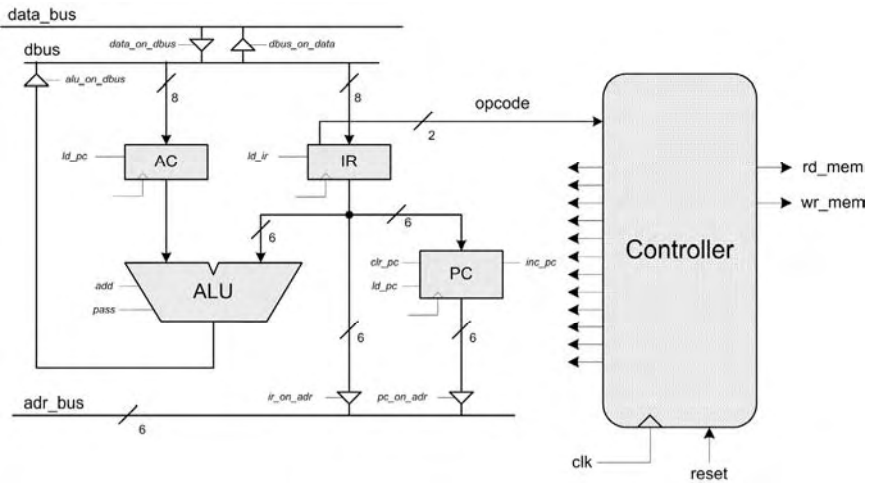 data_bus
data_on_dbus
dbus_on_data
dbus
alu_on_dbus
8
8
opcode
2
ld_pc
AC
ld_ir
IR
rd_mem
wr_mem
6
6
clr_pc
PC
inc_pc
ld_pc
Controller
add
ALU
pass
6
6
ir_on_adr
pc_on_adr
adr_bus
6
clk
reset